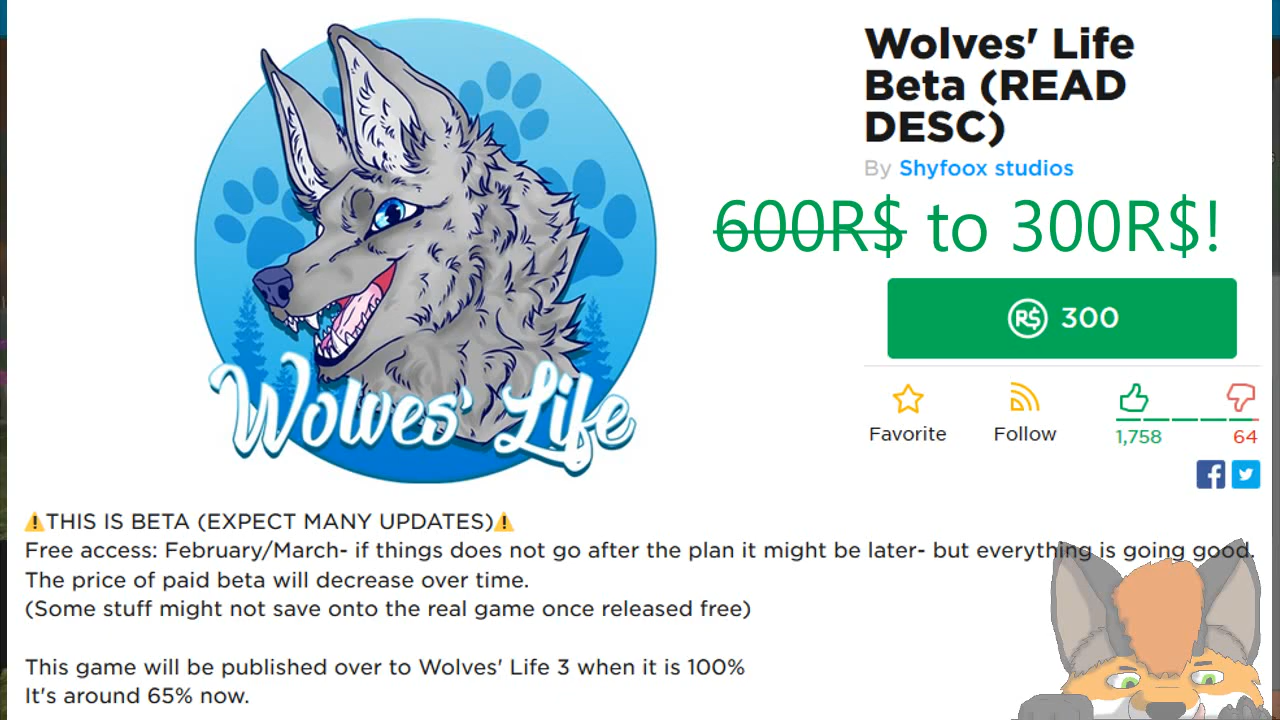 Wolves' Life
Beta (READ
DESC)
By Shyfoox studios
600R$ to 300R$!
R$ 300
Favorite
Follow
1,758
64
Wolves' Life
⚠THIS IS BETA (EXPECT MANY UPDATES)⚠
Free access: February/March- if things does not go after the plan it might be later- but everything is going good.
The price of paid beta will decrease over time.
(Some stuff might not save onto the real game once released free)
This game will be published over to Wolves' Life 3 when it is 100%
It's around 65% now.